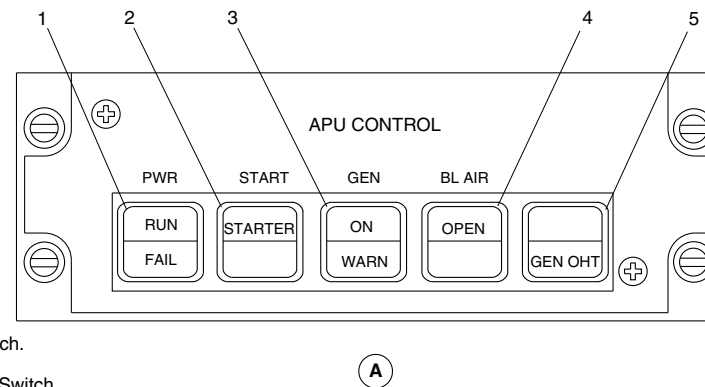 1 2 3 4 5
APU CONTROL
PWR START GEN BL AIR
RUN STARTER ON OPEN
FAIL WARN GEN OHT
Switch
A